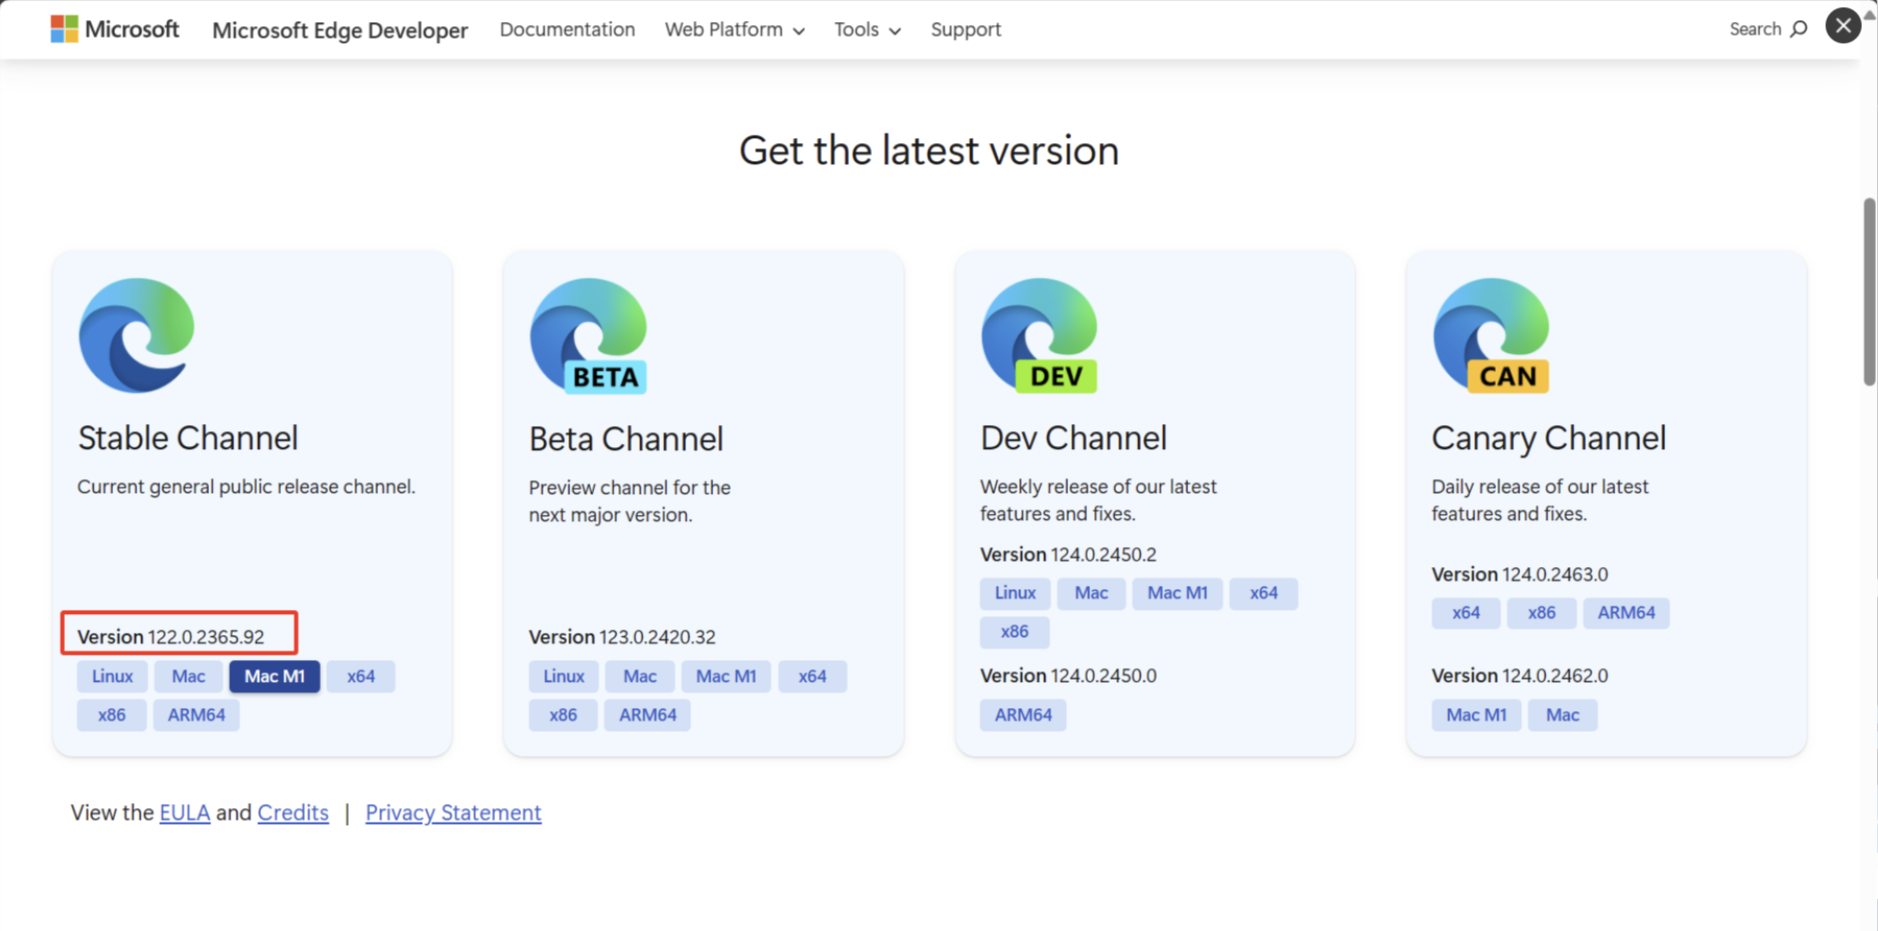 Microsoft Microsoft Edge Developer Documentation Web Platform Tools Support Search
Get the latest version
BETA
DEV
CAN
Stable Channel
Current general public release channel.
Version 122.0.2365.92
Linux Mac Mac M1 x64
x86 ARM64
Beta Channel
Preview channel for the
next major version.
Version 123.0.2420.32
Linux Mac Mac M1 x64
x86 ARM64
Dev Channel
Weekly release of our latest
features and fixes.
Version 124.0.2450.2
Linux Mac Mac M1 x64
x86
Version 124.0.2450.0
ARM64
Canary Channel
Daily release of our latest
features and fixes.
Version 124.0.2463.0
x64 x86 ARM64
Version 124.0.2462.0
Mac M1 Mac
View the EULA and Credits | Privacy Statement